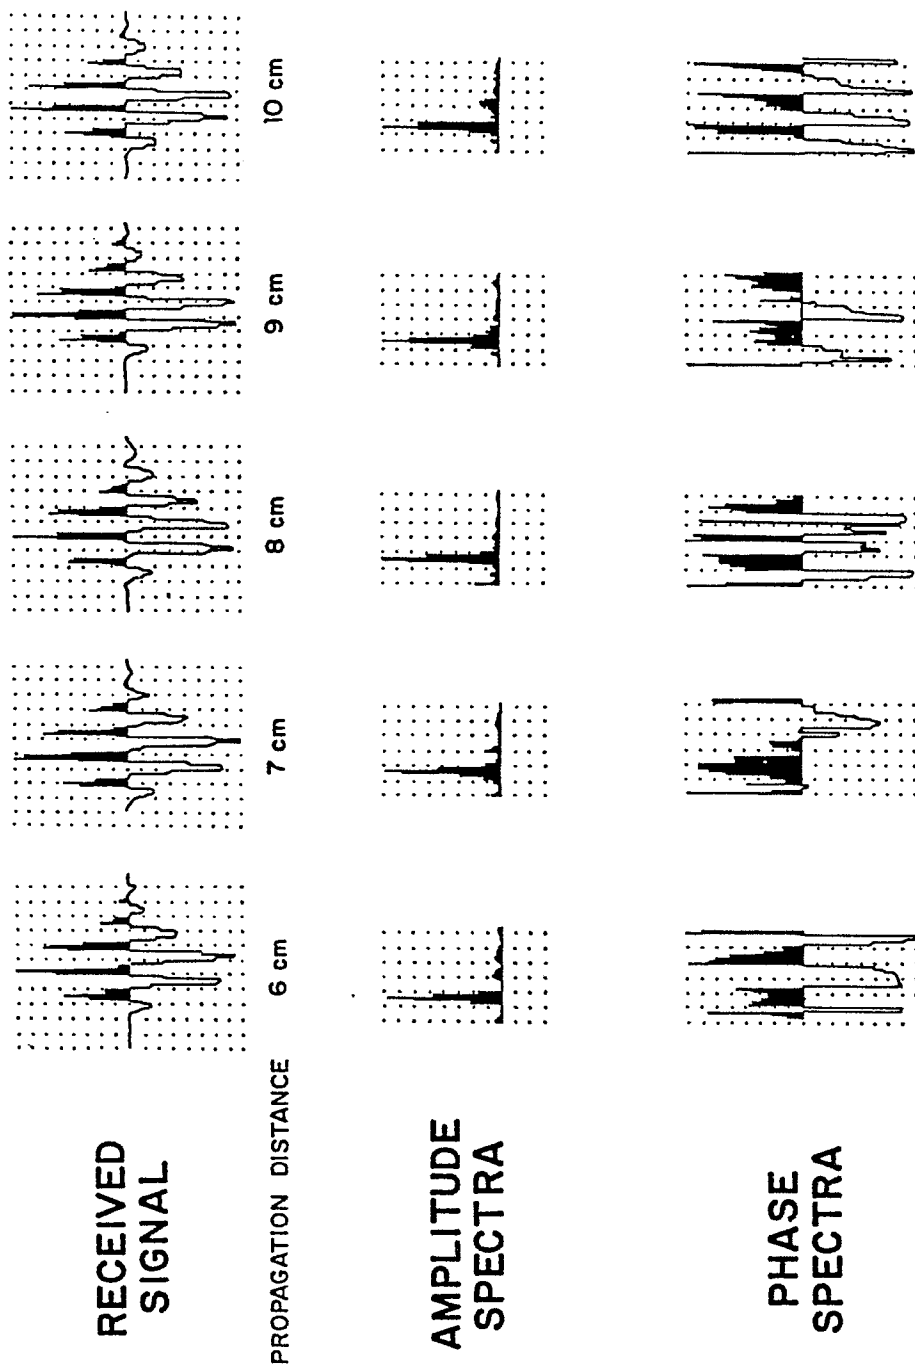 RECEIVED
SIGNAL
PROPAGATION DISTANCE
6 cm
7 cm
8 cm
9 cm
10 cm
AMPLITUDE
SPECTRA
PHASE
SPECTRA